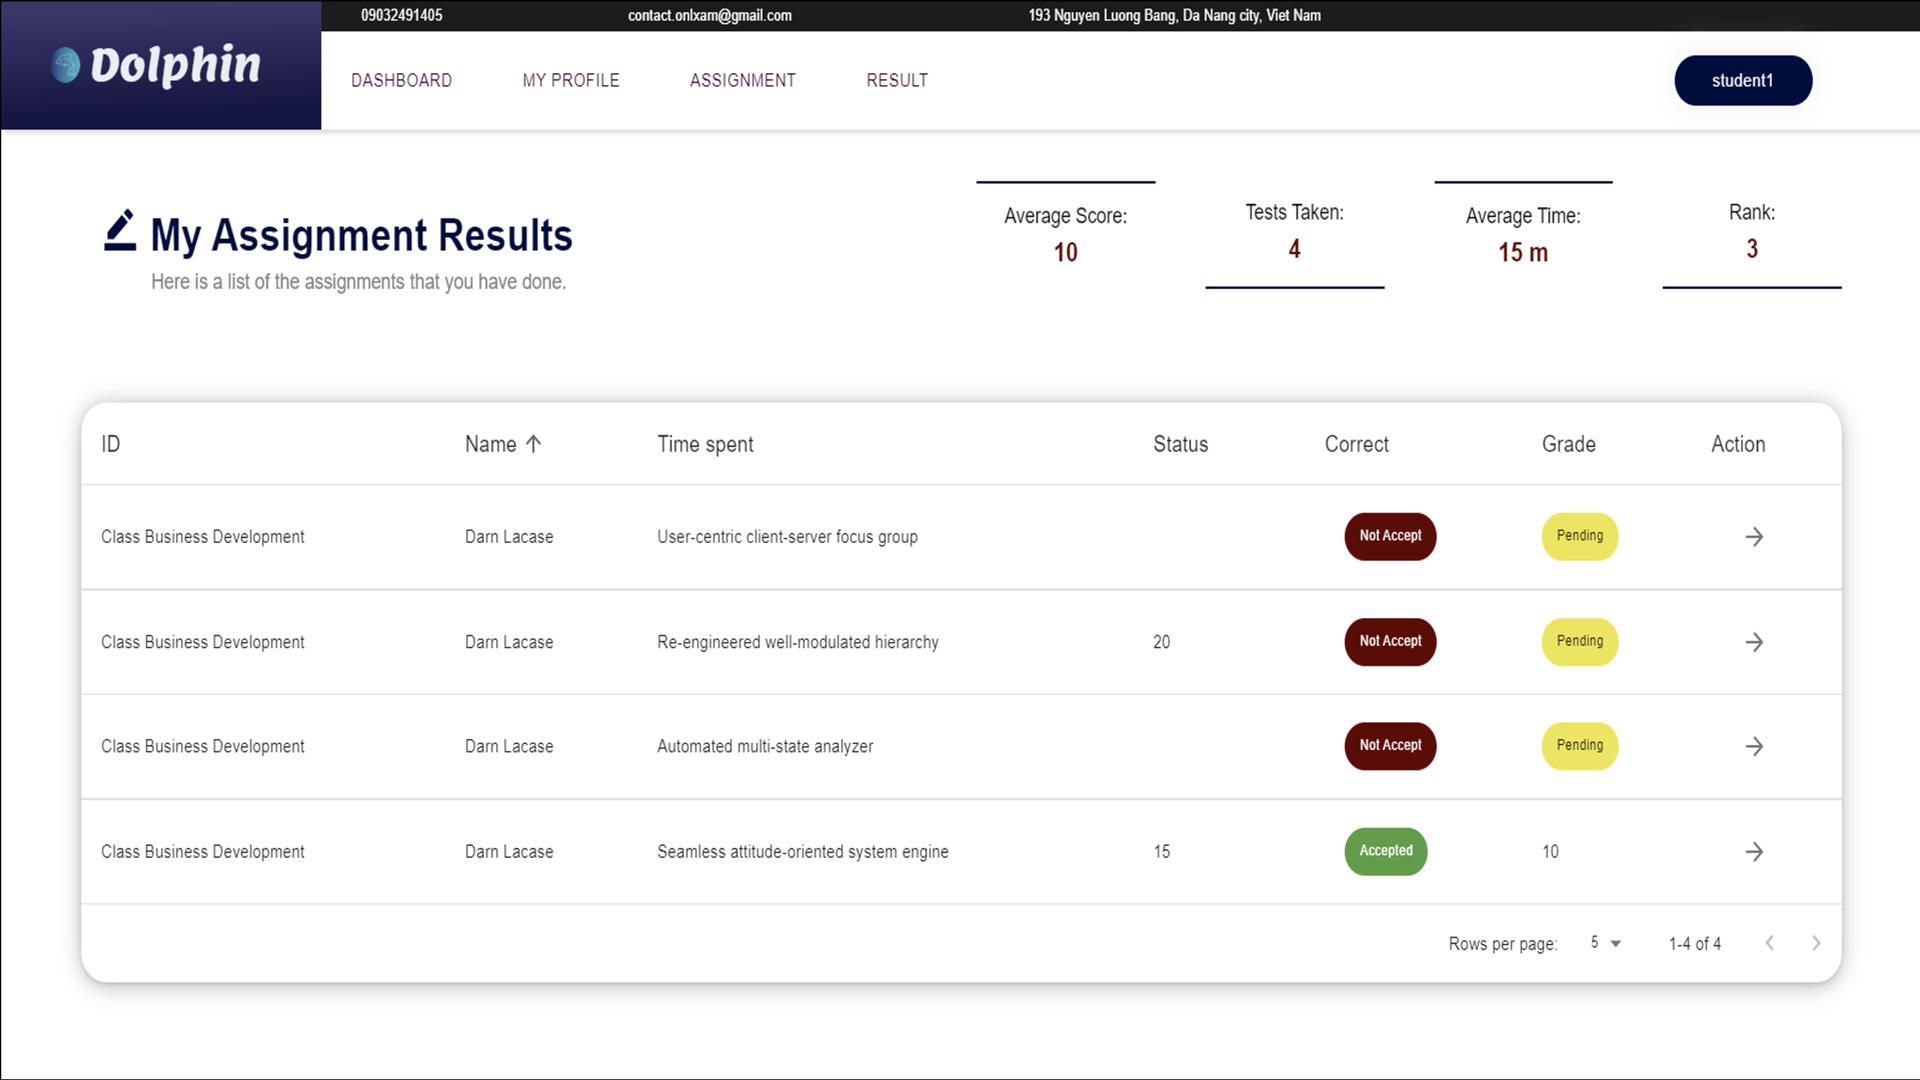 09032491405 contact.onlxam@gmail.com 193 Nguyen Luong Bang, Da Nang city, Viet Nam
Dolphin
DASHBOARD MY PROFILE ASSIGNMENT RESULT student1
My Assignment Results
Here is a list of the assignments that you have done.
Average Score: Tests Taken: Average Time: Rank:
10 4 15 m 3
ID Name Time spent Status Correct Grade Action
Class Business Development Darn Lacase User-centric client-server focus group Not Accept Pending
Class Business Development Darn Lacase Re-engineered well-modulated hierarchy 20 Not Accept Pending
Class Business Development Darn Lacase Automated multi-state analyzer Not Accept Pending
Class Business Development Darn Lacase Seamless attitude-oriented system engine 15 Accepted 10
Rows per page: 5 1-4 of 4